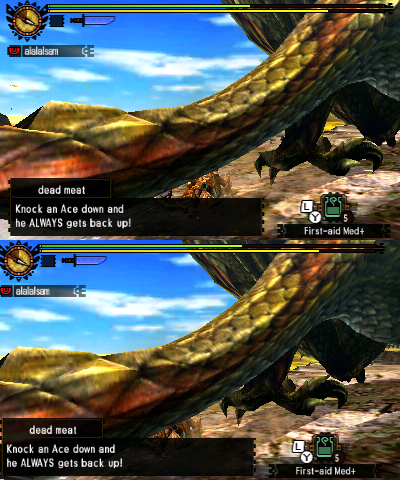 alalalsam
dead meat
Knock an Ace down and
he ALWAYS gets back up!
L
Y
5
First-aid Med+
alalalsam
dead meat
Knock an Ace down and
he ALWAYS gets back up!
L
Y
5
First-aid Med+